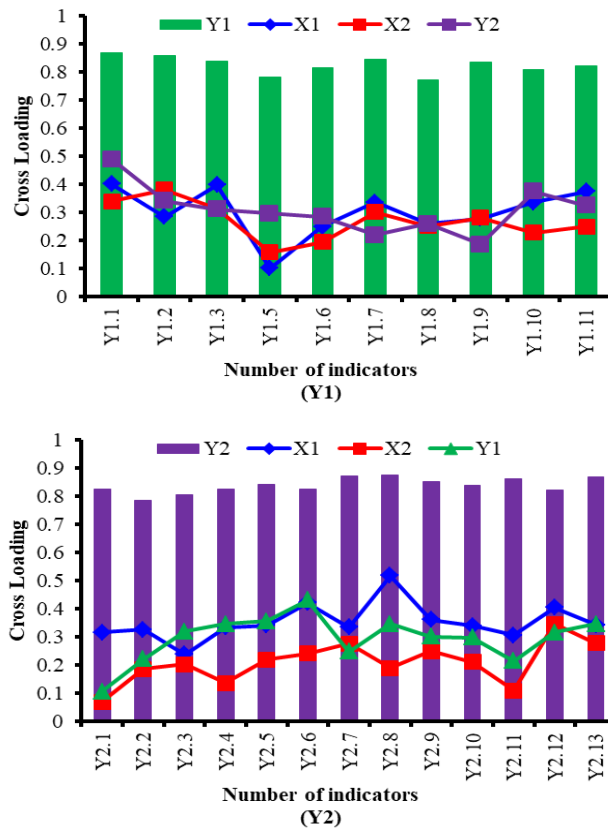 Y1 X1 X2 Y2
1
0.9
0.8
0.7
0.6
0.5
0.4
0.3
0.2
0.1
0
Cross Loading
Y1.1 Y1.2 Y1.3 Y1.5 Y1.6 Y1.7 Y1.8 Y1.9 Y1.10 Y1.11
Number of indicators
(Y1)
Y2 X1 X2 Y1
1
0.9
0.8
0.7
0.6
0.5
0.4
0.3
0.2
0.1
0
Cross Loading
Y2.1 Y2.2 Y2.3 Y2.4 Y2.5 Y2.6 Y2.7 Y2.8 Y2.9 Y2.10 Y2.11 Y2.12 Y2.13
Number of indicators
(Y2)